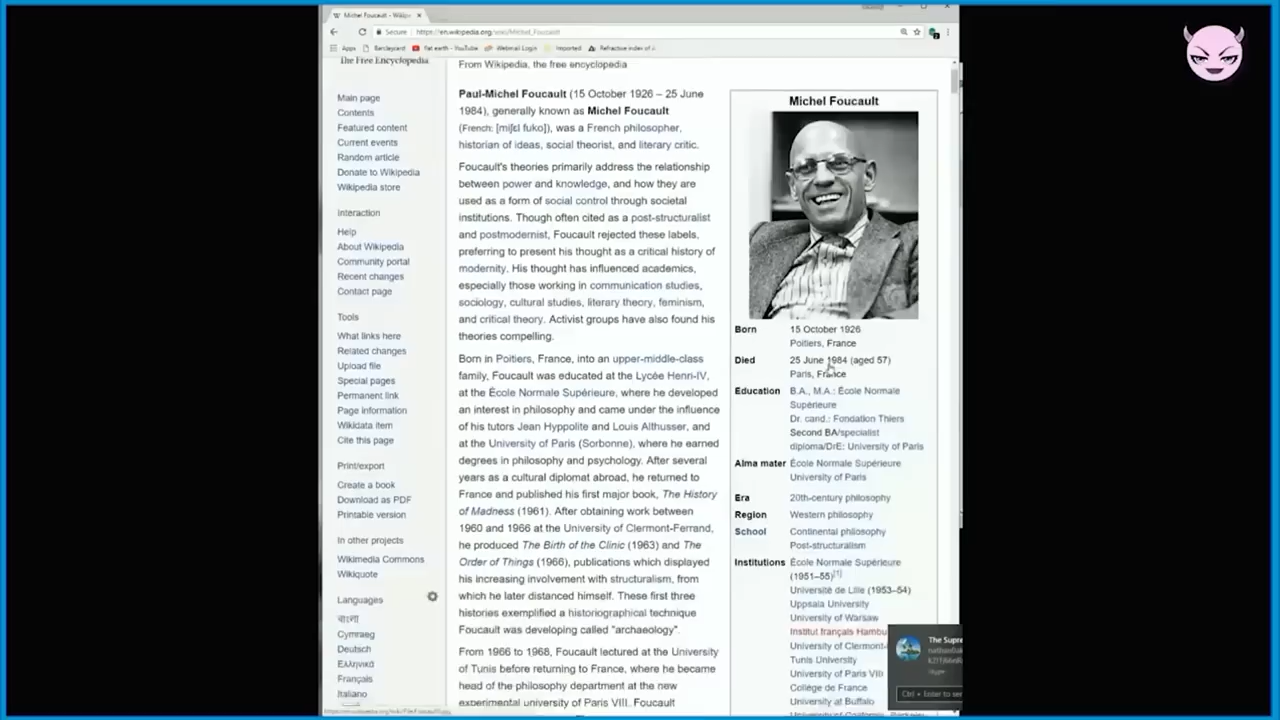 Michel Foucault - Wikip
Secure
https://en.wikipedia.org/wiki/Michel_Foucault
Apps
Barclaycard
Flat earth - YouTube
Webmail Login
Imported
Refractive index of
The Free Encyclopedia
Main page
Contents
Featured content
Current events
Random article
Donate to Wikipedia
Wikipedia store
Interaction
Help
About Wikipedia
Community portal
Recent changes
Contact page
Tools
What links here
Related changes
Upload file
Special pages
Permanent link
Page information
Wikidata item
Cite this page
Print/export
Create a book
Download as PDF
Printable version
In other projects
Wikimedia Commons
Wikiquote
Languages
বাংলা
Cymraeg
Deutsch
Ελληνικά
Français
Italiano
From Wikipedia, the free encyclopedia
Paul-Michel Foucault (15 October 1926 – 25 June
1984), generally known as Michel Foucault
(French: [miʃɛl fuko]), was a French philosopher,
historian of ideas, social theorist, and literary critic.
Foucault's theories primarily address the relationship
between power and knowledge, and how they are
used as a form of social control through societal
institutions. Though often cited as a post-structuralist
and postmodernist, Foucault rejected these labels,
preferring to present his thought as a critical history of
modernity. His thought has influenced academics,
especially those working in communication studies,
sociology, cultural studies, literary theory, feminism,
and critical theory. Activist groups have also found his
theories compelling.
Born in Poitiers, France, into an upper-middle-class
family, Foucault was educated at the Lycée Henri-IV,
at the École Normale Supérieure, where he developed
an interest in philosophy and came under the influence
of his tutors Jean Hyppolite and Louis Althusser, and
at the University of Paris (Sorbonne), where he earned
degrees in philosophy and psychology. After several
years as a cultural diplomat abroad, he returned to
France and published his first major book, The History
of Madness (1961). After obtaining work between
1960 and 1966 at the University of Clermont-Ferrand,
he produced The Birth of the Clinic (1963) and The
Order of Things (1966), publications which displayed
his increasing involvement with structuralism, from
which he later distanced himself. These first three
histories exemplified a historiographical technique
Foucault was developing called "archaeology".
From 1966 to 1968, Foucault lectured at the University
of Tunis before returning to France, where he became
head of the philosophy department at the new
experimental university of Paris VIII. Foucault
Michel Foucault
Born 15 October 1926
Poitiers, France
Died 25 June 1984 (aged 57)
Paris, France
Education B.A., M.A.: École Normale
Supérieure
Dr. cand.: Fondation Thiers
Second BA/specialist
diploma/DrE: University of Paris
Alma mater École Normale Supérieure
University of Paris
Era 20th-century philosophy
Region Western philosophy
School Continental philosophy
Post-structuralism
Institutions École Normale Supérieure
(1951–55)[1]
Université de Lille (1953–54)
Uppsala University
University of Warsaw
Institut français Hambu
University of Clermont-
Tunis University
University of Paris VIII
Collège de France
University at Buffalo
The Supre
Ctrl + Enter to ser